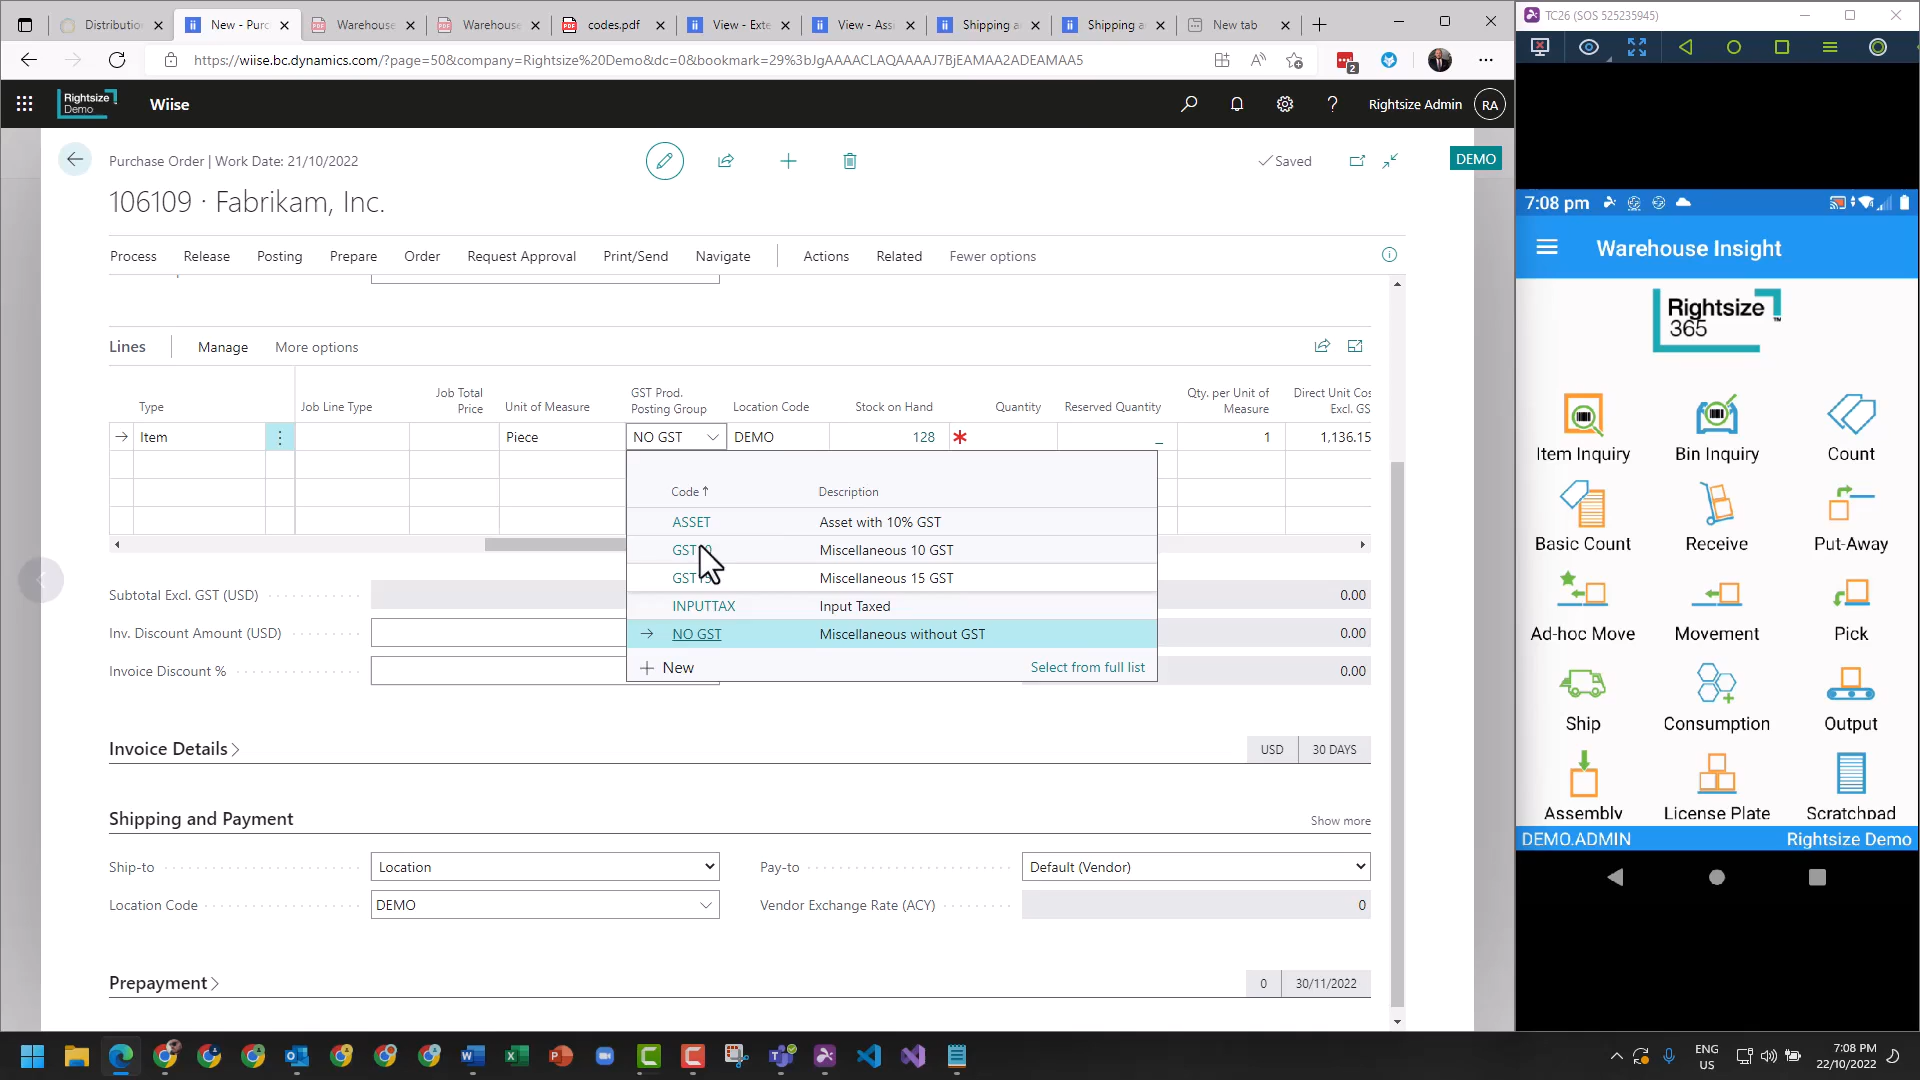 Distribution
New - Purc
Warehouse
Warehouse
codes.pdf
View - Exte
View - Ass
Shipping a
Shipping a
New tab
https://wiise.bc.dynamics.com/?page=50&company=Rightsize%20Demo&dc=0&bookmark=29%3bJgAAAACLAQAAAAJ7BjEAMAA2ADEAMAA5
2
Rightsize Demo
Wiise
Rightsize Admin
RA
Purchase Order | Work Date: 21/10/2022
Saved
DEMO
106109 · Fabrikam, Inc.
Process Release Posting Prepare Order Request Approval Print/Send Navigate Actions Related Fewer options
Lines Manage More options
Type
Job Line Type
Job Total Price
Unit of Measure
GST Prod. Posting Group
Location Code
Stock on Hand
Quantity
Reserved Quantity
Qty. per Unit of Measure
Direct Unit Cos Excl. GS
Item Piece NO GST DEMO 128 * _ 1 1,136.15
Code ↑ Description
ASSET Asset with 10% GST
Miscellaneous 10 GST
Miscellaneous 15 GST
INPUTTAX Input Taxed
NO GST Miscellaneous without GST
New Select from full list
Subtotal Excl. GST (USD) 0.00
Inv. Discount Amount (USD) 0.00
Invoice Discount % 0.00
Invoice Details USD 30 DAYS
Shipping and Payment Show more
Ship-to Location
Pay-to Default (Vendor)
Location Code DEMO
Vendor Exchange Rate (ACY) 0
Prepayment 0 30/11/2022
TC26 (SOS 525235945)
7:08 pm
Warehouse Insight
Rightsize 365 ™
Item Inquiry Bin Inquiry Count
Basic Count Receive Put-Away
Ad-hoc Move Movement Pick
Ship Consumption Output
Assembly License Plate Scratchpad
DEMO.ADMIN Rightsize Demo
ENG US
7:08 PM
22/10/2022